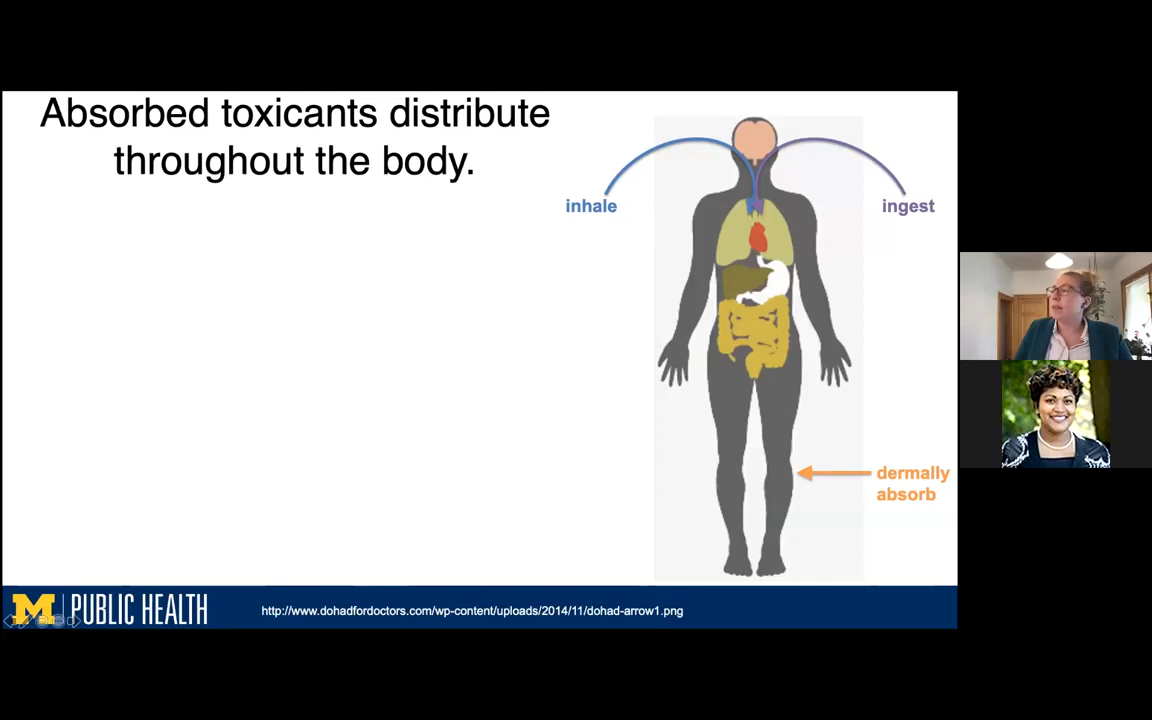 Absorbed toxicants distribute
throughout the body.
inhale
ingest
dermally
absorb
M PUBLIC HEALTH
http://www.dohadfordoctors.com/wp-content/uploads/2014/11/dohad-arrow1.png